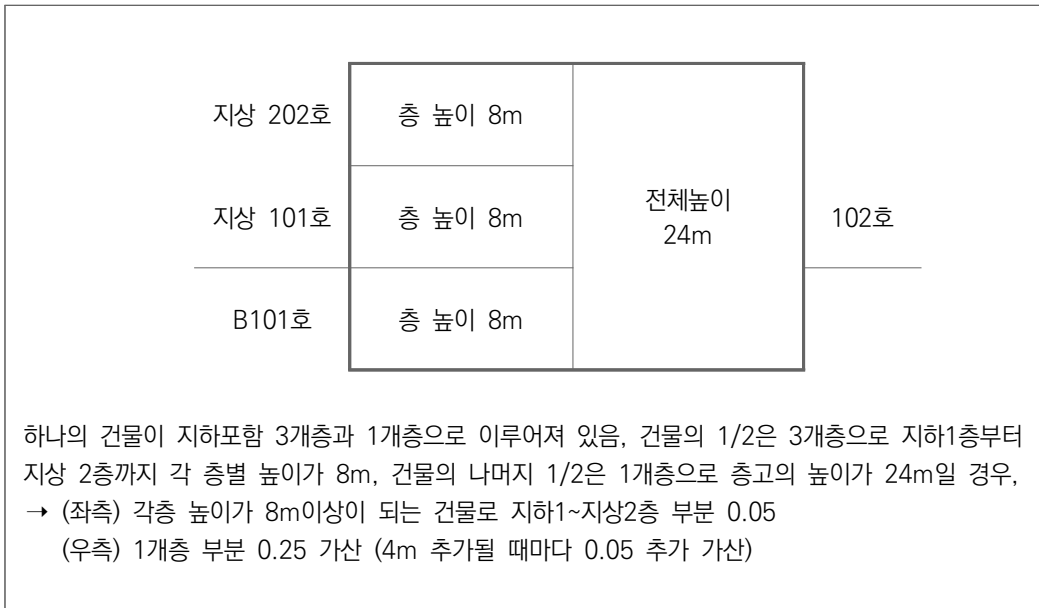 지상 202호
층 높이 8m
지상 101호
층 높이 8m
전체높이
24m
102호
B101호
층 높이 8m
하나의 건물이 지하포함 3개층과 1개층으로 이루어져 있음, 건물의 1/2은 3개층으로 지하1층부터
지상 2층까지 각 층별 높이가 8m, 건물의 나머지 1/2은 1개층으로 층고의 높이가 24m일 경우,
→ (좌측) 각층 높이가 8m이상이 되는 건물로 지하1~지상2층 부분 0.05
(우측) 1개층 부분 0.25 가산 (4m 추가될 때마다 0.05 추가 가산)